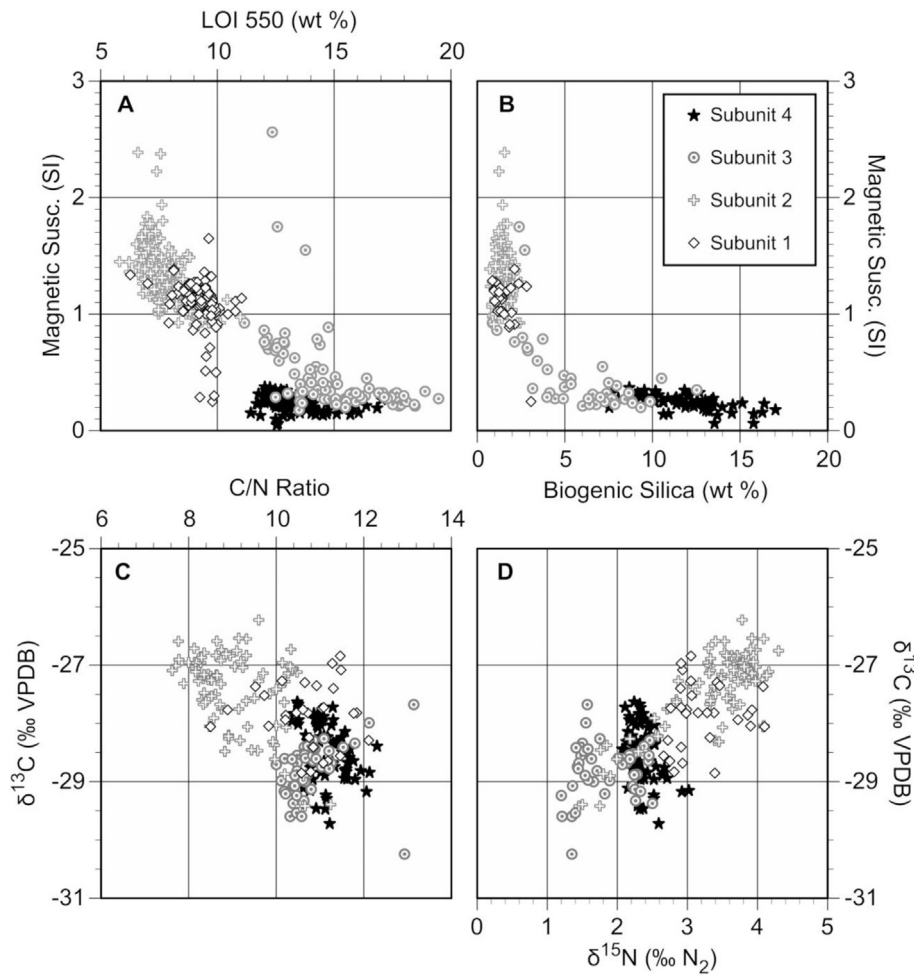 LOI 550 (wt %)
5 10 15 20
3 2 1 0
Magnetic Susc. (SI)
A
B
Subunit 4
Subunit 3
Subunit 2
Subunit 1
3 2 1 0
Magnetic Susc. (SI)
0 5 10 15 20
Biogenic Silica (wt %)
C/N Ratio
6 8 10 12 14
-25 -27 -29 -31
δ13C (‰ VPDB)
C
D
-25 -27 -29 -31
δ13C (‰ VPDB)
0 1 2 3 4 5
δ15N (‰ N2)